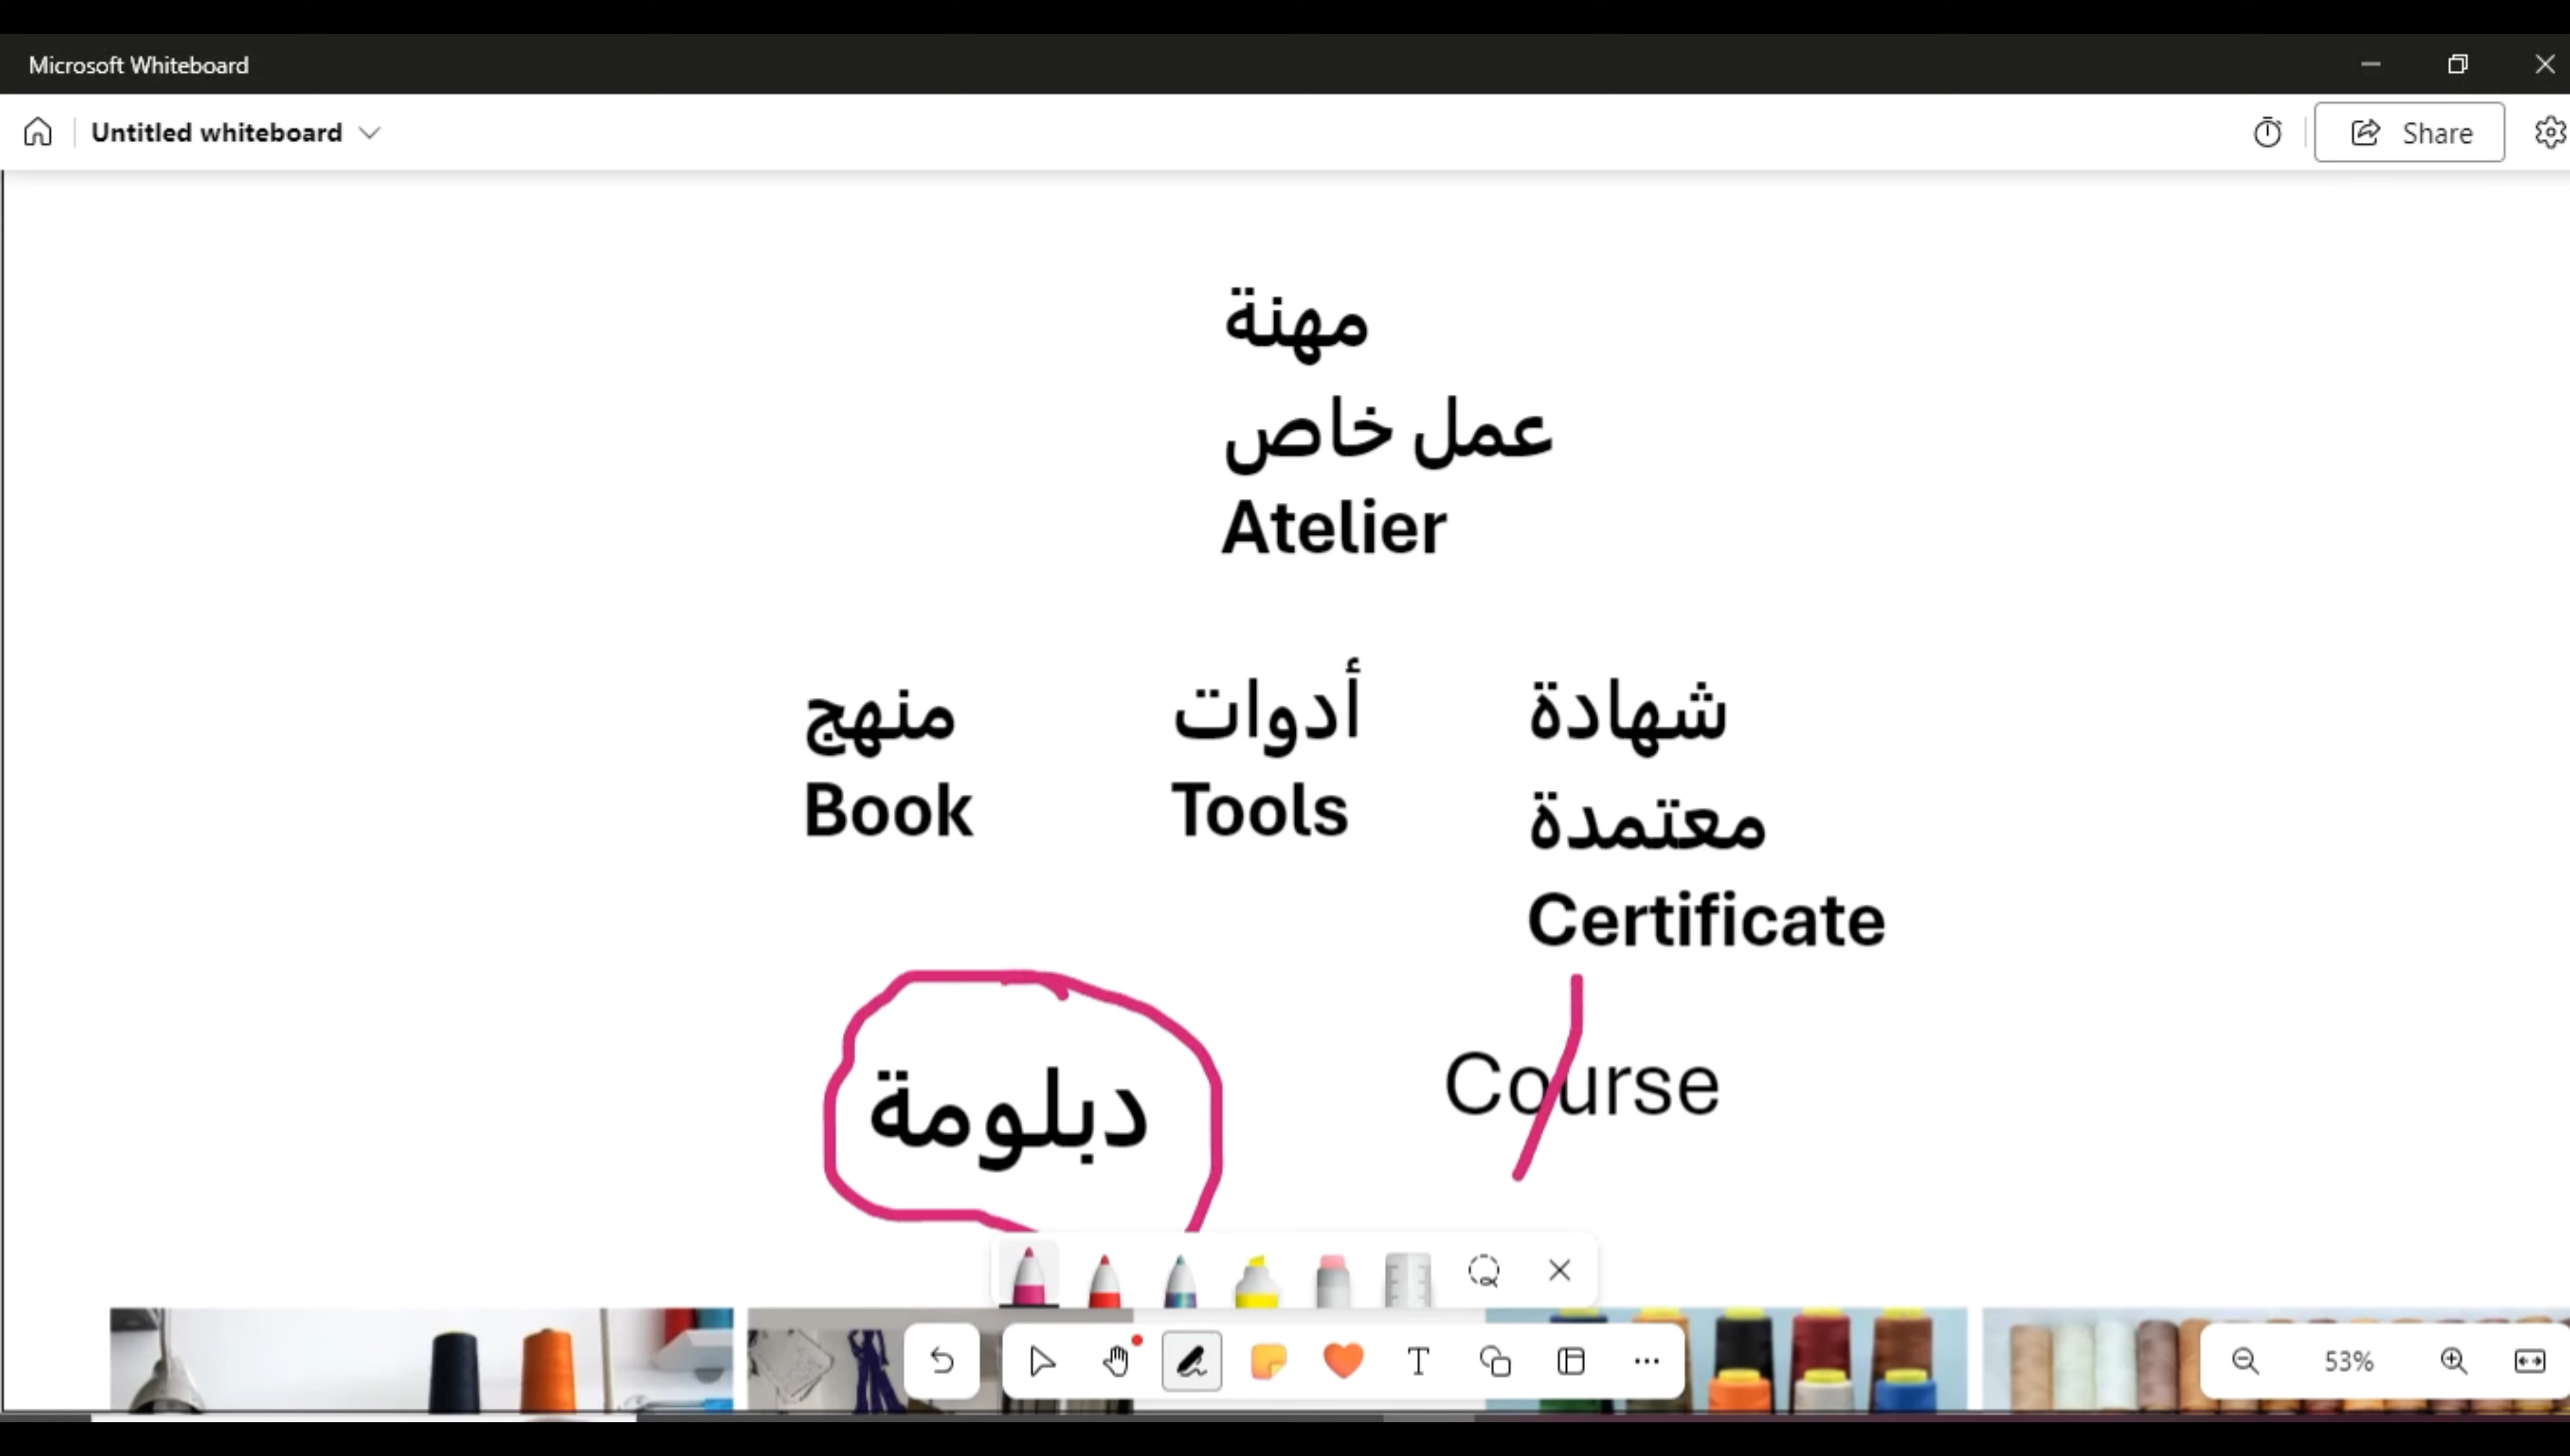 Microsoft Whiteboard
Untitled whiteboard
Share
مهنة
عمل خاص
Atelier
منهج
Book
أدوات
Tools
شهادة
معتمدة
Certificate
دبلومة
Course
53%